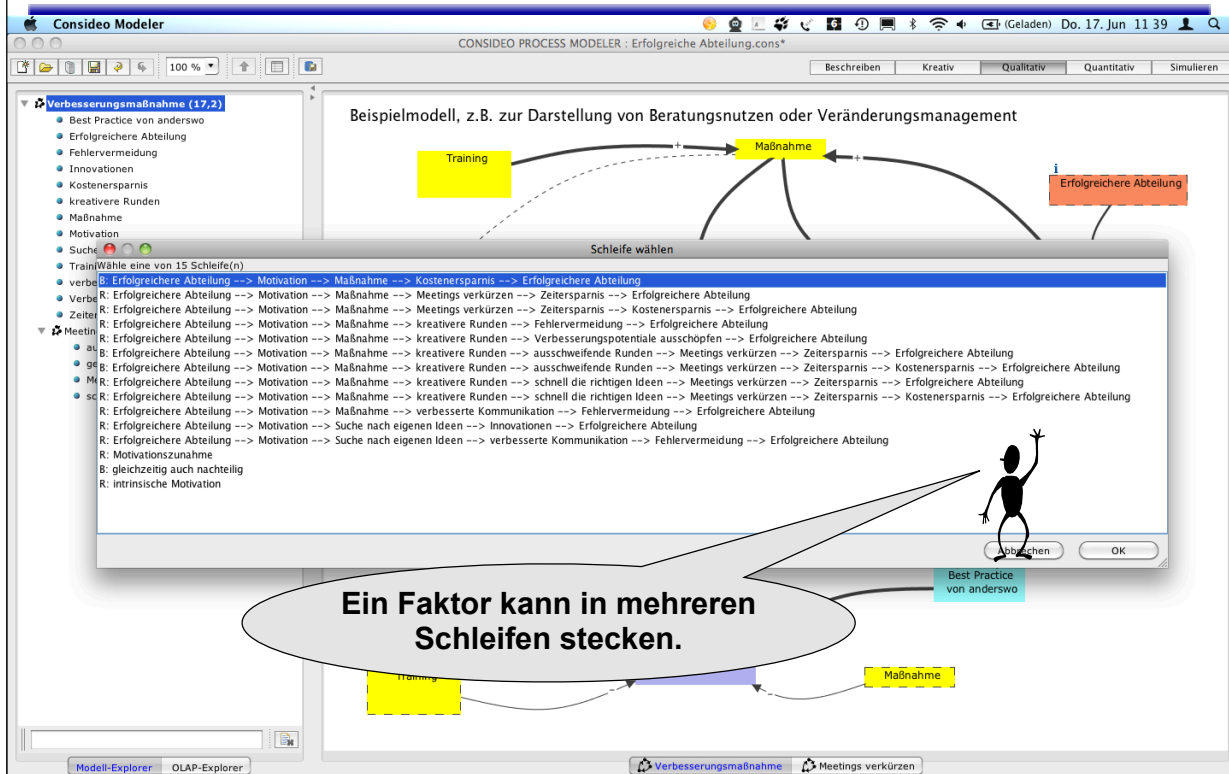 Consideo Modeler
(Geladen) Do. 17. Jun 11 39
CONSIDEO PROCESS MODELER : Erfolgreiche Abteilung.cons*
100 %
Beschreiben Kreativ Qualitativ Quantitativ Simulieren
Verbesserungsmaßnahme (17,2)
Best Practice von anderswo
Erfolgreichere Abteilung
Fehlervermeidung
Innovationen
Kostenersparnis
kreativere Runden
Maßnahme
Motivation
Beispielmodell, z.B. zur Darstellung von Beratungsnutzen oder Veränderungsmanagement
Training
+
Maßnahme
+
i
Erfolgreichere Abteilung
Schleife wählen
Wähle eine von 15 Schleife(n)
B: Erfolgreichere Abteilung --> Motivation --> Maßnahme --> Kostenersparnis --> Erfolgreichere Abteilung
R: Erfolgreichere Abteilung --> Motivation --> Maßnahme --> Meetings verkürzen --> Zeitersparnis --> Erfolgreichere Abteilung
R: Erfolgreichere Abteilung --> Motivation --> Maßnahme --> Meetings verkürzen --> Zeitersparnis --> Kostenersparnis --> Erfolgreichere Abteilung
R: Erfolgreichere Abteilung --> Motivation --> Maßnahme --> kreativere Runden --> Fehlervermeidung --> Erfolgreichere Abteilung
R: Erfolgreichere Abteilung --> Motivation --> Maßnahme --> kreativere Runden --> Verbesserungspotentiale ausschöpfen --> Erfolgreichere Abteilung
B: Erfolgreichere Abteilung --> Motivation --> Maßnahme --> kreativere Runden --> ausschweifende Runden --> Meetings verkürzen --> Zeitersparnis --> Erfolgreichere Abteilung
B: Erfolgreichere Abteilung --> Motivation --> Maßnahme --> kreativere Runden --> ausschweifende Runden --> Meetings verkürzen --> Zeitersparnis --> Kostenersparnis --> Erfolgreichere Abteilung
R: Erfolgreichere Abteilung --> Motivation --> Maßnahme --> kreativere Runden --> schnell die richtigen Ideen --> Meetings verkürzen --> Zeitersparnis --> Erfolgreichere Abteilung
R: Erfolgreichere Abteilung --> Motivation --> Maßnahme --> kreativere Runden --> schnell die richtigen Ideen --> Meetings verkürzen --> Zeitersparnis --> Kostenersparnis --> Erfolgreichere Abteilung
R: Erfolgreichere Abteilung --> Motivation --> Maßnahme --> verbesserte Kommunikation --> Fehlervermeidung --> Erfolgreichere Abteilung
R: Erfolgreichere Abteilung --> Motivation --> Suche nach eigenen Ideen --> Innovationen --> Erfolgreichere Abteilung
R: Erfolgreichere Abteilung --> Motivation --> Suche nach eigenen Ideen --> verbesserte Kommunikation --> Fehlervermeidung --> Erfolgreichere Abteilung
R: Motivationszunahme
B: gleichzeitig auch nachteilig
R: intrinsische Motivation
Abbrechen OK
Ein Faktor kann in mehreren
Schleifen stecken.
Best Practice
von anderswo
Maßnahme
Modell-Explorer OLAP-Explorer
Verbesserungsmaßnahme Meetings verkürzen